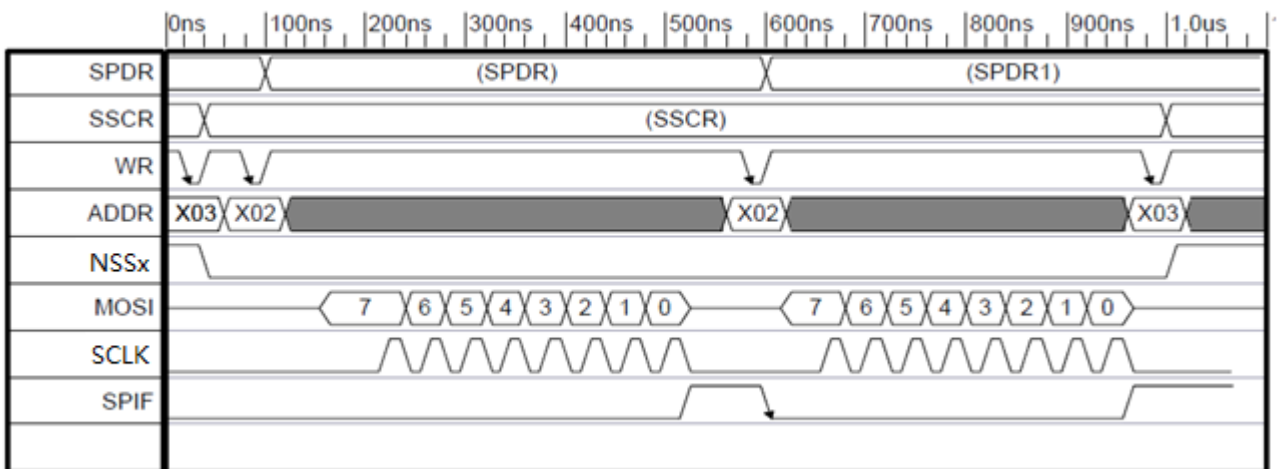 0ns 100ns 200ns 300ns 400ns 500ns 600ns 700ns 800ns 900ns 1.0us
SPDR (SPDR) (SPDR1)
SSCR (SSCR)
WR
ADDR X03 X02 X02 X03
NSSx
MOSI 7 6 5 4 3 2 1 0 7 6 5 4 3 2 1 0
SCLK
SPIF